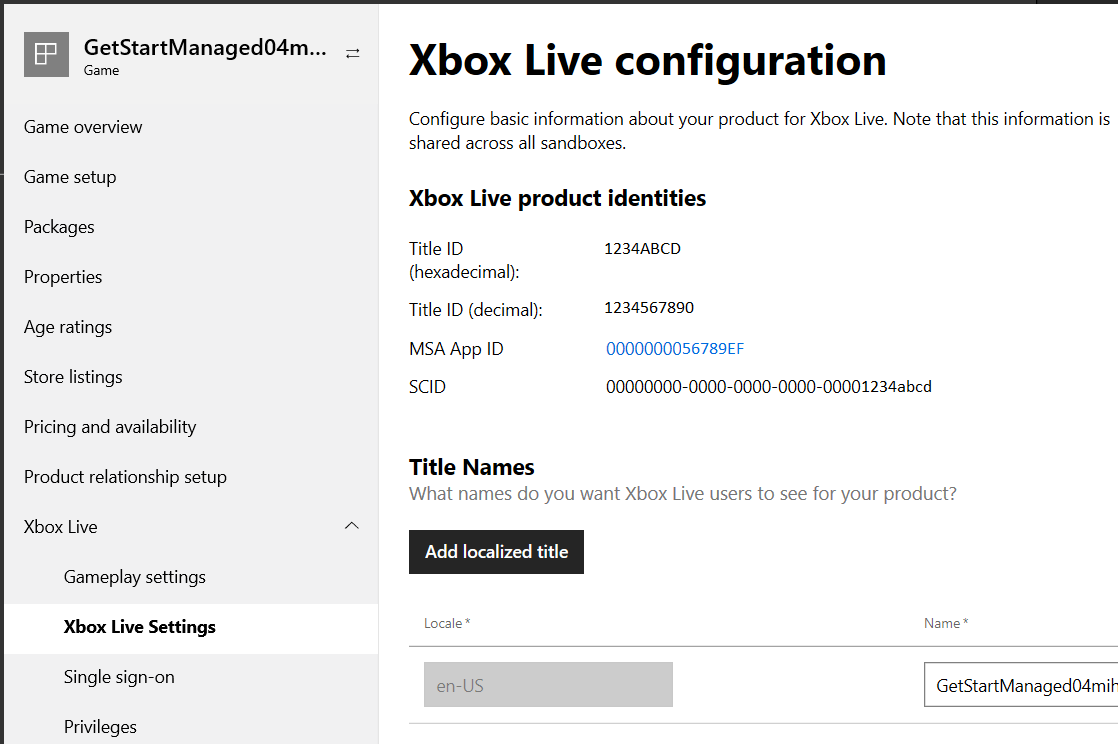 GetStartManaged04m...
Game
Game overview
Game setup
Packages
Properties
Age ratings
Store listings
Pricing and availability
Product relationship setup
Xbox Live
Gameplay settings
Xbox Live Settings
Single sign-on
Privileges
Xbox Live configuration
Configure basic information about your product for Xbox Live. Note that this information is
shared across all sandboxes.
Xbox Live product identities
Title ID
(hexadecimal):
1234ABCD
Title ID (decimal):
1234567890
MSA App ID
0000000056789EF
SCID
00000000-0000-0000-0000-00001234abcd
Title Names
What names do you want Xbox Live users to see for your product?
Add localized title
Locale *
Name *
en-US
GetStartManaged04mih